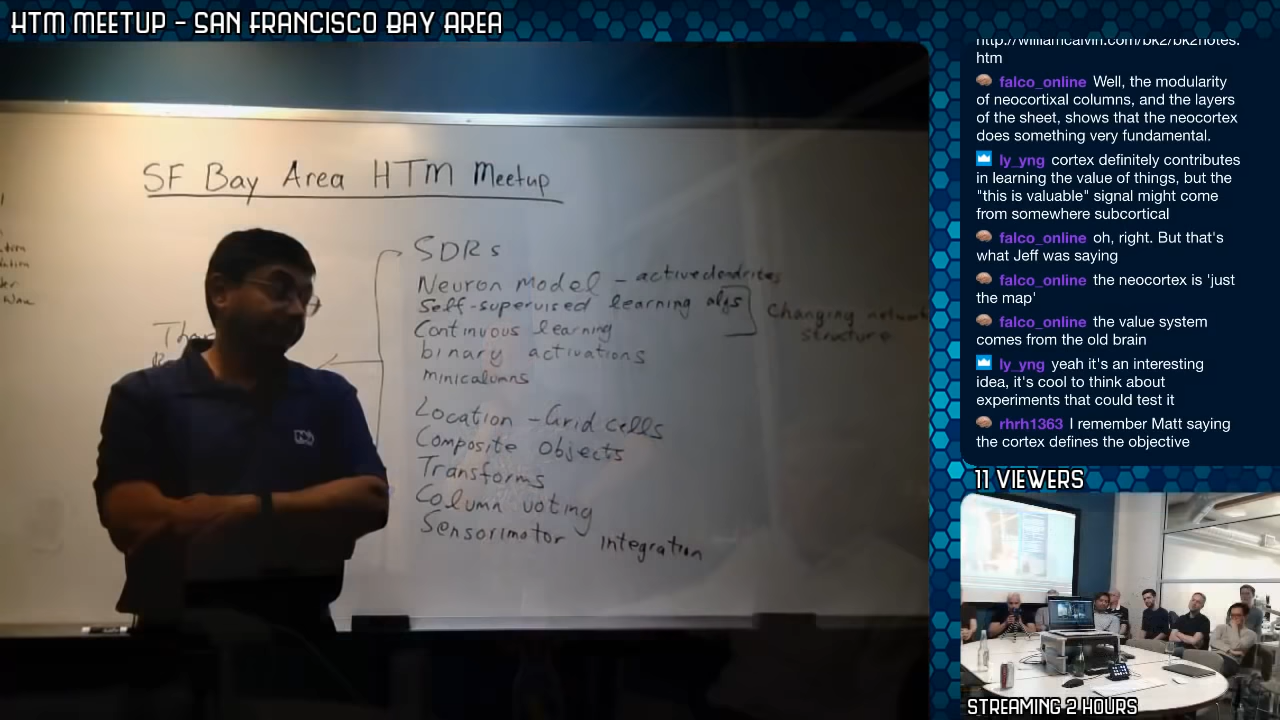 HTM MEETUP - SAN FRANCISCO BAY AREA
SF Bay Area HTM Meetup
SDRs
Neuron model - active dendrites
Self-supervised learning algs
Changing network
structure
Continuous learning
binary activations
minicolumns
Location - Grid cells
Composite Objects
Transforms
Column voting
Sensorimotor integration
http://williamcalvin.com/bk2/bk2notes.
htm
falco_online Well, the modularity
of neocortixal columns, and the layers
of the sheet, shows that the neocortex
does something very fundamental.
ly_yng cortex definitely contributes
in learning the value of things, but the
"this is valuable" signal might come
from somewhere subcortical
falco_online oh, right. But that's
what Jeff was saying
falco_online the neocortex is 'just
the map'
falco_online the value system
comes from the old brain
ly_yng yeah it's an interesting
idea, it's cool to think about
experiments that could test it
rhrh1363 I remember Matt saying
the cortex defines the objective
11 VIEWERS
STREAMING 2 HOURS